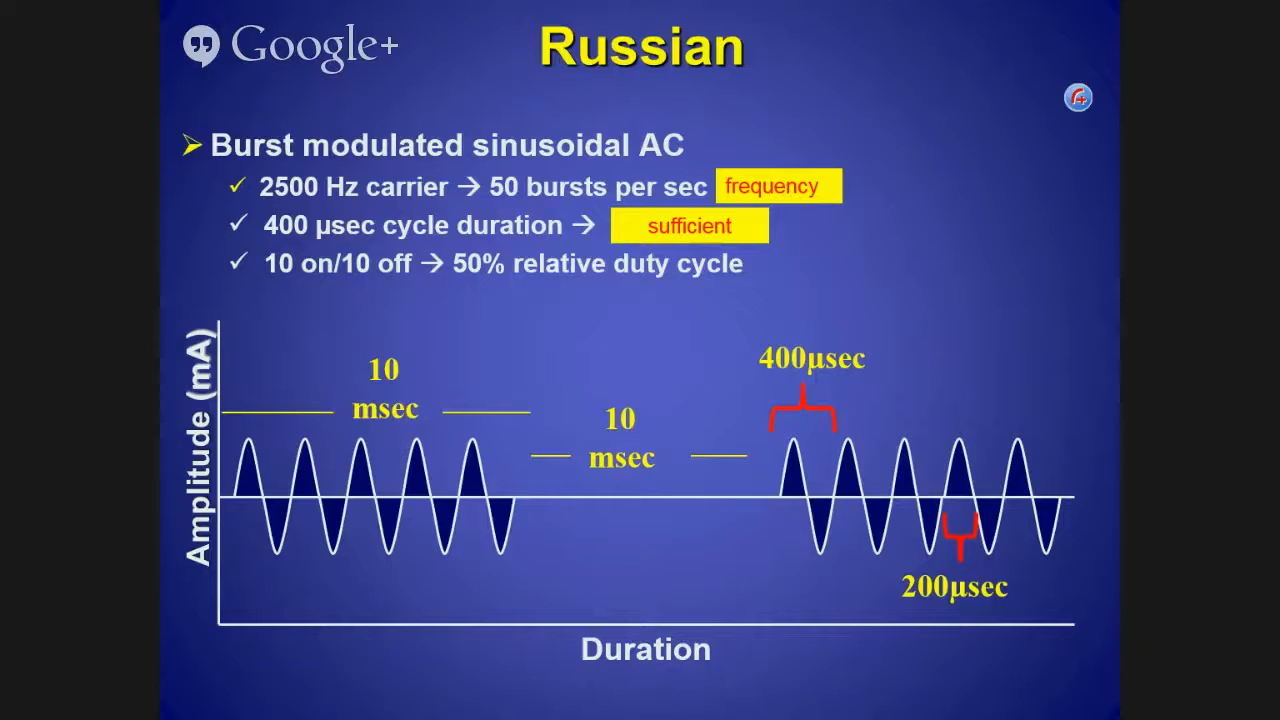 Google+
Russian
Burst modulated sinusoidal AC
2500 Hz carrier → 50 bursts per sec frequency
400 µsec cycle duration → sufficient
10 on/10 off → 50% relative duty cycle
Amplitude (mA)
10
msec
10
msec
400µsec
200µsec
Duration